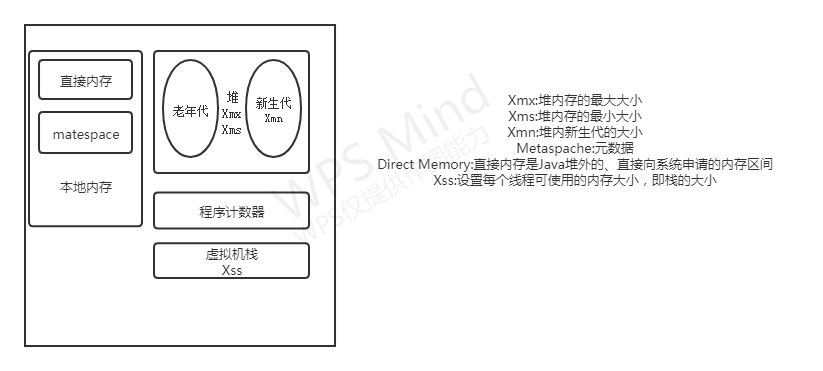 直接内存
matespace
本地内存
老年代
堆
Xmx
Xms
新生代
Xmn
程序计数器
虚拟机栈
Xss
Xmx:堆内存的最大大小
Xms:堆内存的最小大小
Xmn:堆内新生代的大小
Metaspache:元数据
Direct Memory:直接内存是Java堆外的、直接向系统申请的内存区间
Xss:设置每个线程可使用的内存大小，即栈的大小
WPS Mind
WPS仅提供作图能力